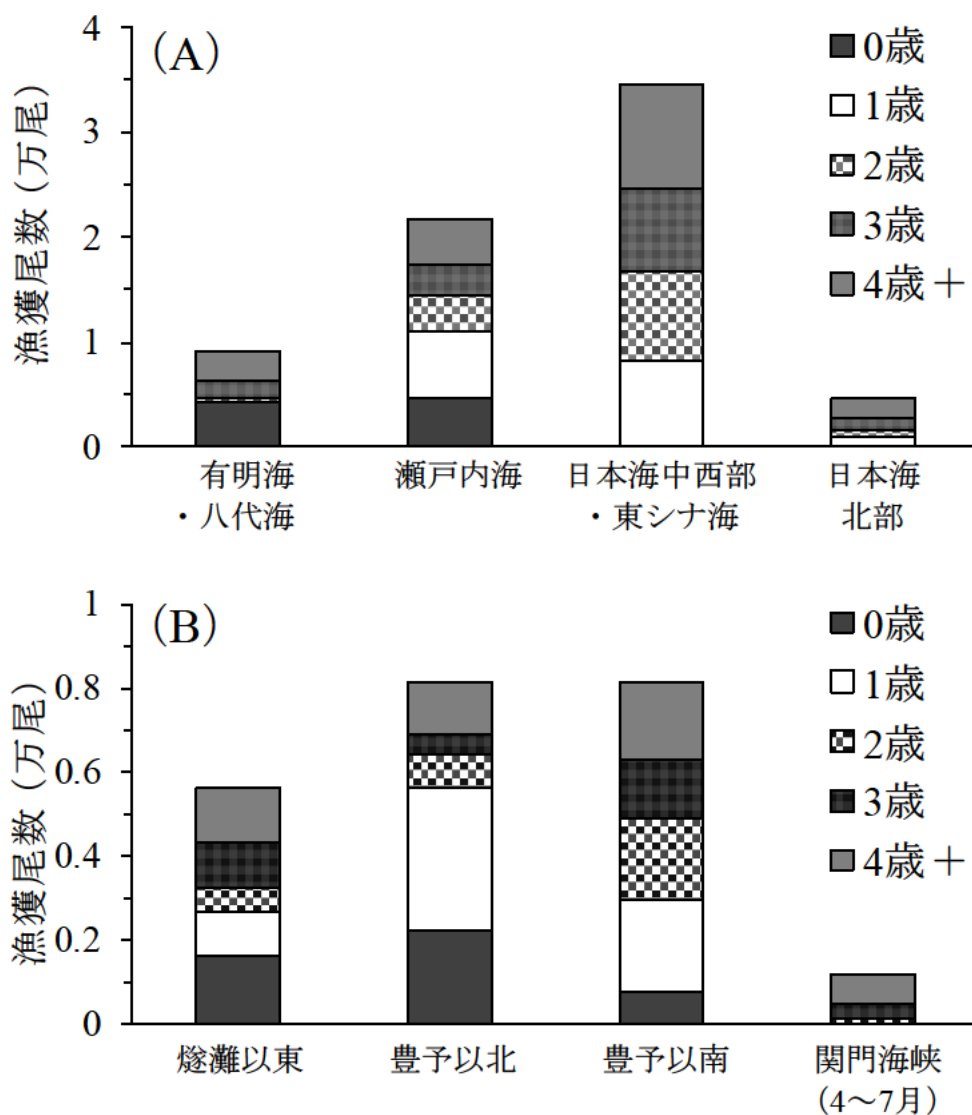 (A)
漁獲尾数（万尾）
4
3
2
1
0
0歳
1歳
2歳
3歳
4歳＋
有明海
・八代海
瀬戸内海
日本海中西部
・東シナ海
日本海
北部
(B)
漁獲尾数（万尾）
1
0.8
0.6
0.4
0.2
0
0歳
1歳
2歳
3歳
4歳＋
燧灘以東
豊予以北
豊予以南
関門海峡
（4～7月）